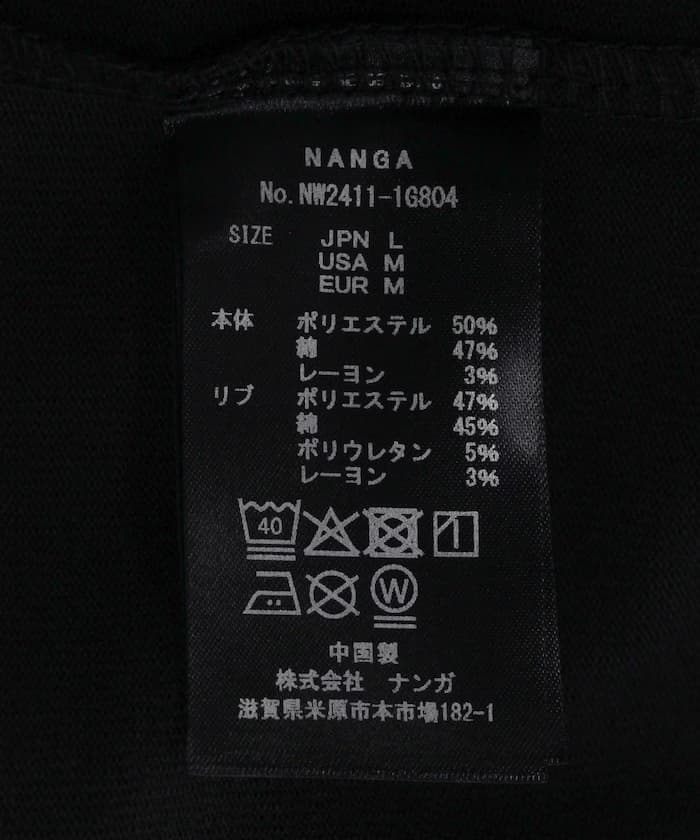 NANGA
No.NW2411-1G804
SIZE JPN L
USA M
EUR M
本体 ポリエステル 50%
綿 47%
レーヨン 3%
リブ ポリエステル 47%
綿 45%
ポリウレタン 5%
レーヨン 3%
40
W
中国製
株式会社 ナンガ
滋賀県米原市本市場182-1